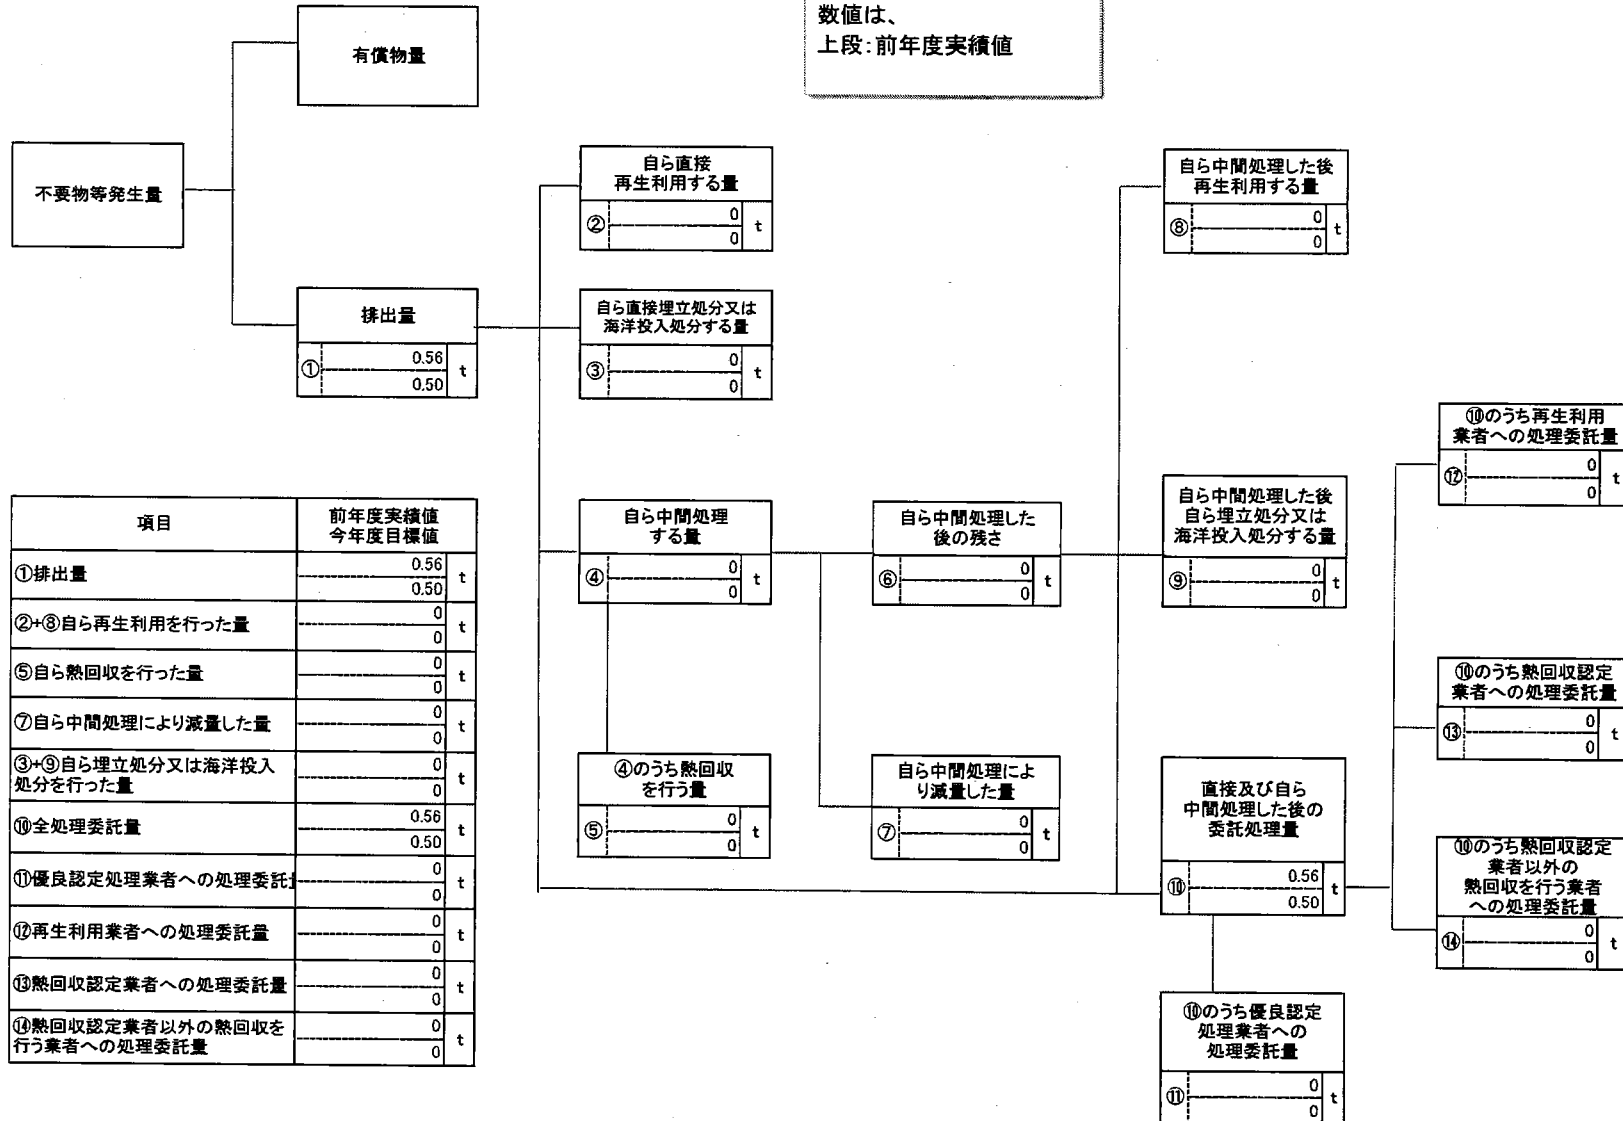 数値は、
上段:前年度実績値
有償物量
不要物等発生量
排出量
① 0.56 t
0.50
自ら直接
再生利用する量
② 0 t
0
自ら直接埋立処分又は
海洋投入処分する量
③ 0 t
0
自ら中間処理
する量
④ 0 t
0
④のうち熱回収
を行う量
⑤ 0 t
0
自ら中間処理した
後の残さ
⑥ 0 t
0
自ら中間処理によ
り減量した量
⑦ 0 t
0
自ら中間処理した後
再生利用する量
⑧ 0 t
0
自ら中間処理した後
自ら埋立処分又は
海洋投入処分する量
⑨ 0 t
0
直接及び自ら
中間処理した後の
委託処理量
⑩ 0.56 t
0.50
⑩のうち優良認定
処理業者への
処理委託量
⑪ 0 t
0
⑩のうち再生利用
業者への処理委託量
⑫ 0 t
0
⑩のうち熱回収認定
業者への処理委託量
⑬ 0 t
0
⑩のうち熱回収認定
業者以外の
熱回収を行う業者
への処理委託量
⑭ 0 t
0
項目 前年度実績値
今年度目標値
①排出量 0.56 t
0.50
②+⑧自ら再生利用を行った量 0 t
0
⑤自ら熱回収を行った量 0 t
0
⑦自ら中間処理により減量した量 0 t
0
③+⑨自ら埋立処分又は海洋投入
処分を行った量 0 t
0
⑩全処理委託量 0.56 t
0.50
⑪優良認定処理業者への処理委託 0 t
0
⑫再生利用業者への処理委託量 0 t
0
⑬熱回収認定業者への処理委託量 0 t
0
⑭熱回収認定業者以外の熱回収を
行う業者への処理委託量 0 t
0